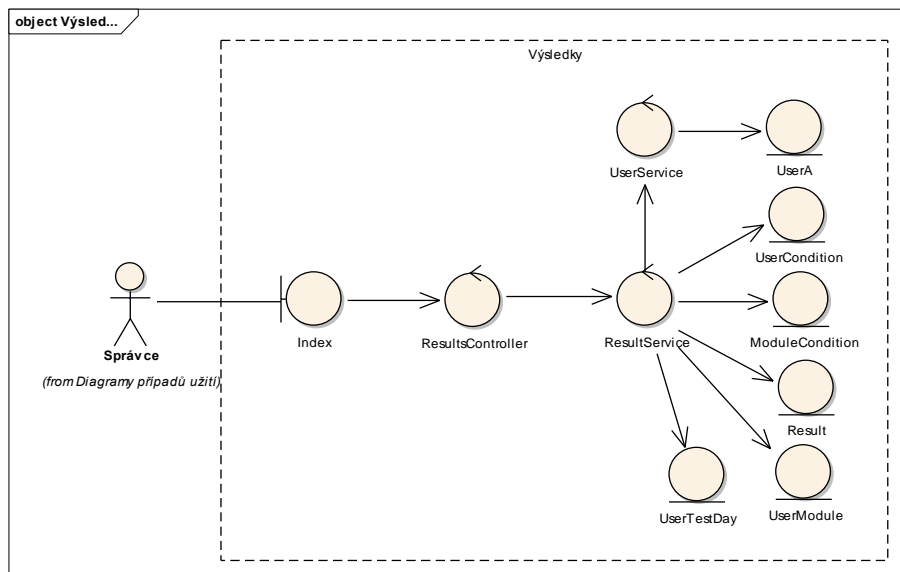 object Výsled...
Výsledky
UserService
UserA
UserCondition
Správce
(from Diagramy případů užití)
Index
ResultsController
ResultService
ModuleCondition
Result
UserTestDay
UserModule